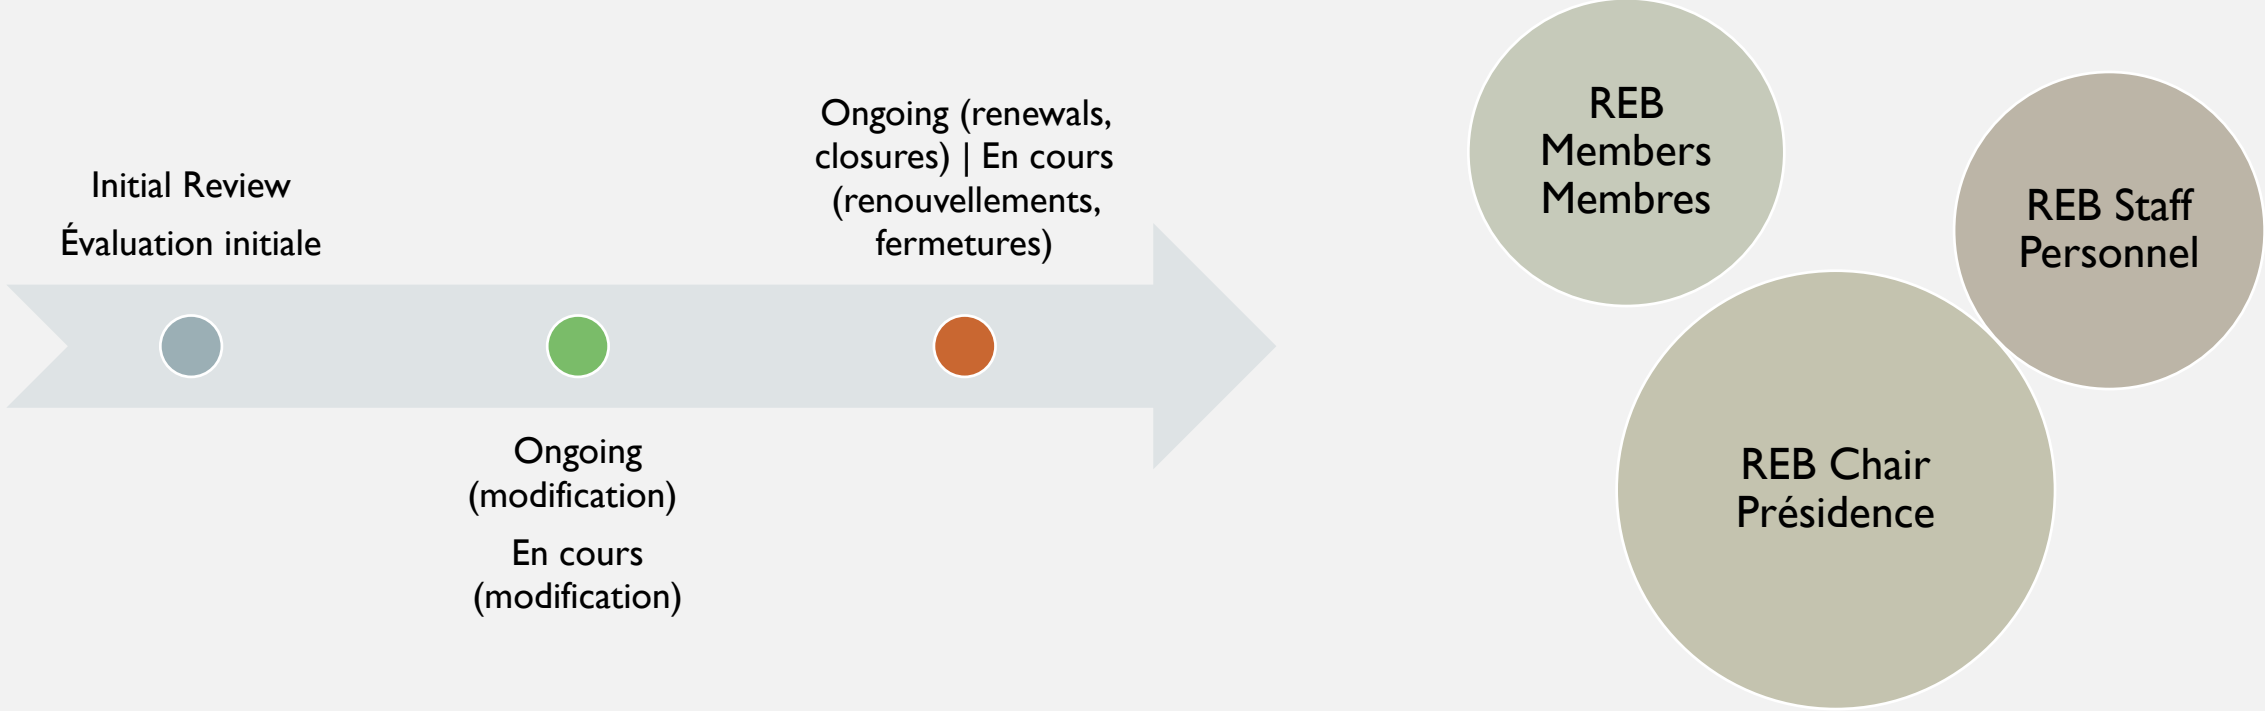 Initial Review
Évaluation initiale
Ongoing
(modification)
En cours
(modification)
Ongoing (renewals,
closures) | En cours
(renouvellements,
fermetures)
REB
Members
Membres
REB Staff
Personnel
REB Chair
Présidence